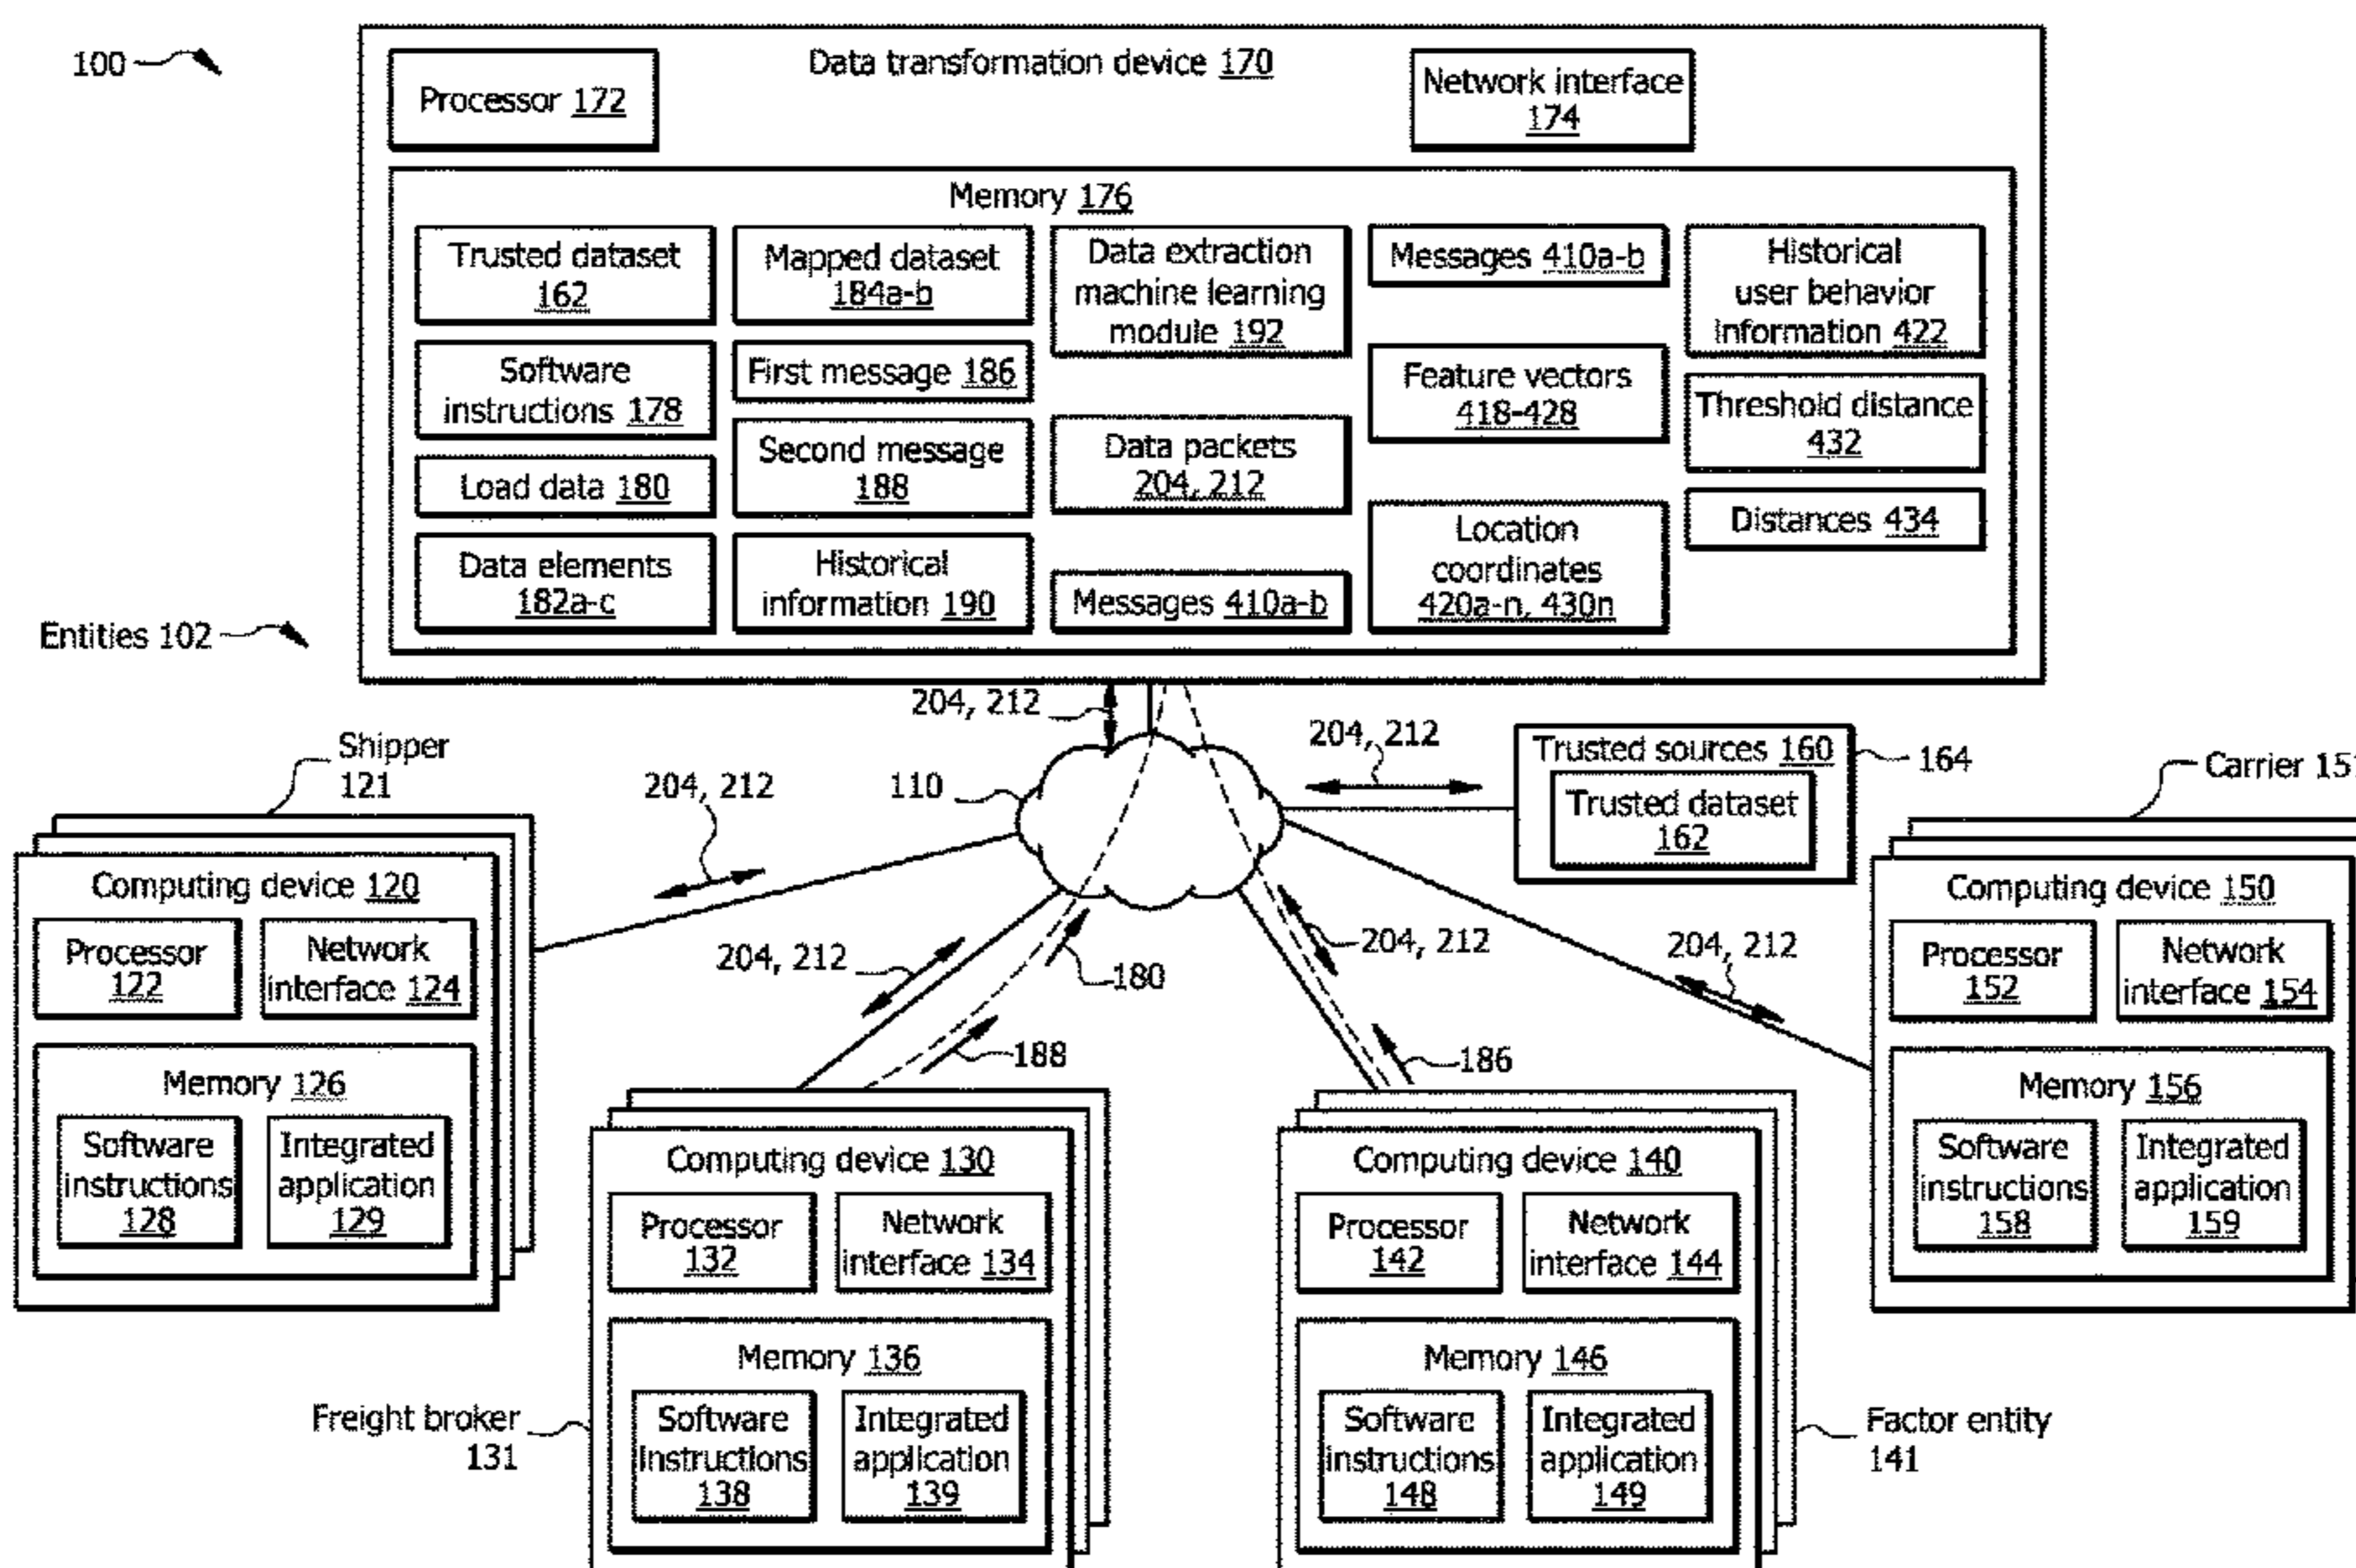 100
Data transformation device 170
Processor 172
Network interface
174
Memory 176
Trusted dataset
162
Software
instructions 178
Load data 180
Data elements
182a-c
Mapped dataset
184a-b
First message 186
Second message
188
Historical
information 190
Data extraction
machine learning
module 192
Data packets
204, 212
Messages 410a-b
Messages 410a-b
Feature vectors
418-428
Location
coordinates
420a-n, 430n
Historical
user behavior
information 422
Threshold distance
432
Distances 434
Entities 102
204, 212
110
204, 212
Trusted sources 160
Trusted dataset
162
164
Shipper
121
204, 212
Computing device 120
Processor
122
Network
interface 124
Memory 126
Software
instructions
128
Integrated
application
129
204, 212
180
188
204, 212
186
204, 212
Carrier 151
Computing device 150
Processor
152
Network
interface 154
Memory 156
Software
instructions
158
Integrated
application
159
Freight broker
131
Computing device 130
Processor
132
Network
interface 134
Memory 136
Software
instructions
138
Integrated
application
139
Computing device 140
Processor
142
Network
interface 144
Memory 146
Software
instructions
148
Integrated
application
149
Factor entity
141